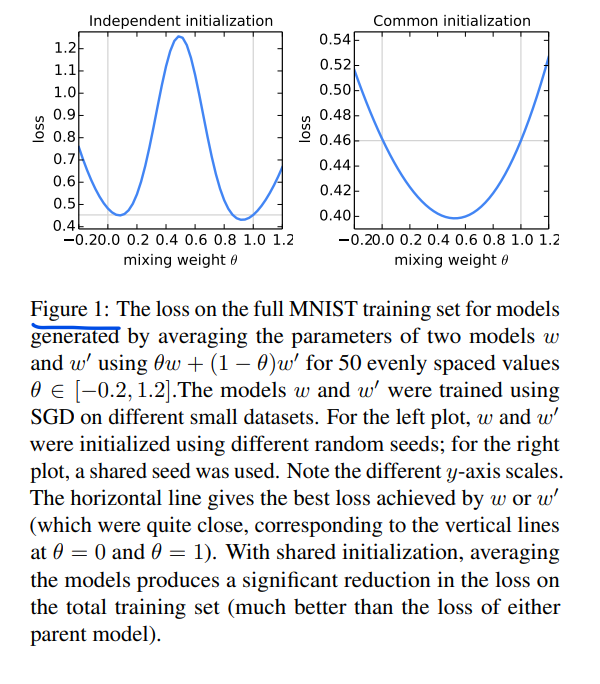 Independent initialization
1.2
1.1
1.0
0.9
0.8
0.7
0.6
0.5
0.4
loss
−0.20.0 0.2 0.4 0.6 0.8 1.0 1.2
mixing weight θ
Common initialization
0.54
0.52
0.50
0.48
0.46
0.44
0.42
0.40
loss
−0.20.0 0.2 0.4 0.6 0.8 1.0 1.2
mixing weight θ
Figure 1: The loss on the full MNIST training set for models
generated by averaging the parameters of two models w
and w′ using θw + (1 − θ)w′ for 50 evenly spaced values
θ ∈ [−0.2, 1.2].The models w and w′ were trained using
SGD on different small datasets. For the left plot, w and w′
were initialized using different random seeds; for the right
plot, a shared seed was used. Note the different y-axis scales.
The horizontal line gives the best loss achieved by w or w′
(which were quite close, corresponding to the vertical lines
at θ = 0 and θ = 1). With shared initialization, averaging
the models produces a significant reduction in the loss on
the total training set (much better than the loss of either
parent model).